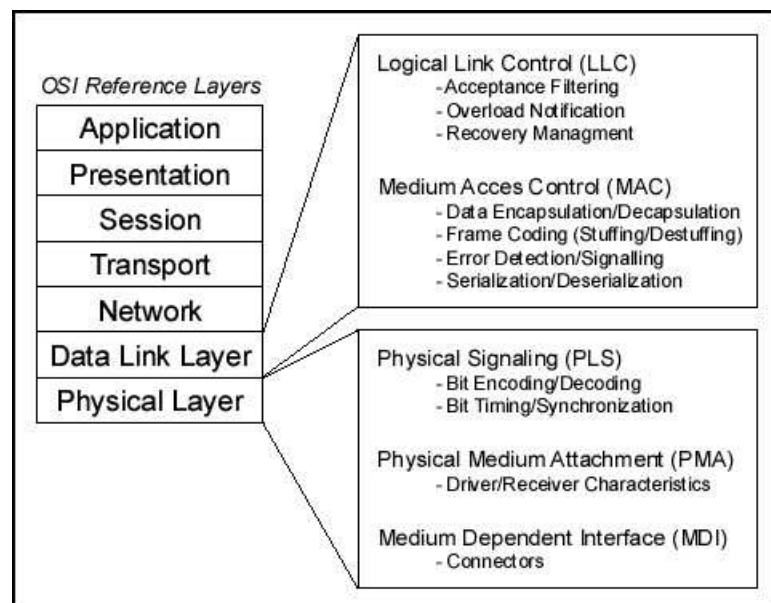 OSI Reference Layers
Application
Presentation
Session
Transport
Network
Data Link Layer
Physical Layer
Logical Link Control (LLC)
- Acceptance Filtering
- Overload Notification
- Recovery Managment
Medium Acces Control (MAC)
- Data Encapsulation/Decapsulation
- Frame Coding (Stuffing/Destuffing)
- Error Detection/Signalling
- Serialization/Deserialization
Physical Signaling (PLS)
- Bit Encoding/Decoding
- Bit Timing/Synchronization
Physical Medium Attachment (PMA)
- Driver/Receiver Characteristics
Medium Dependent Interface (MDI)
- Connectors